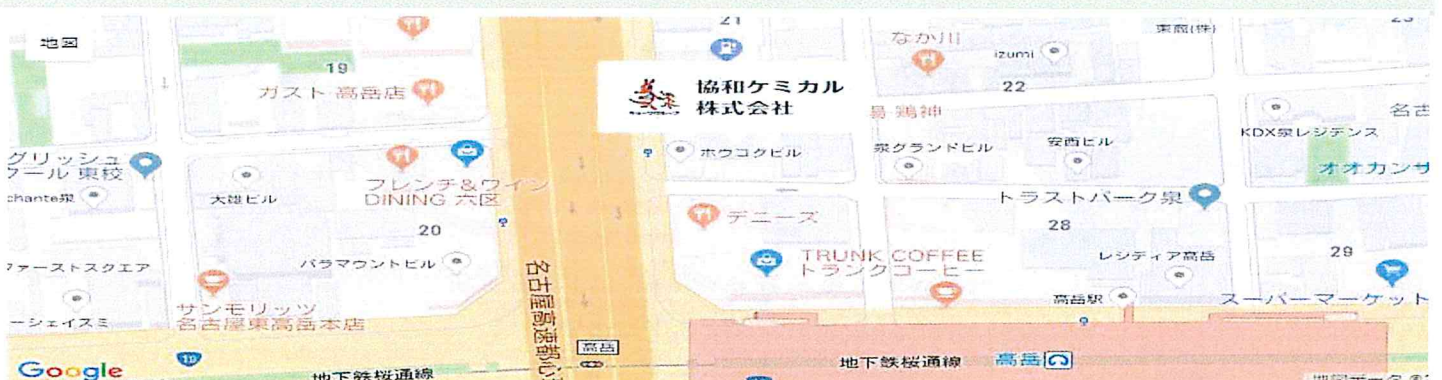 地図
19
ガスト 高岳店
21
協和ケミカル
株式会社
なか川
izumi
22
鶏神
グリッシュ
クール 東校
chante泉
大雄ビル
フレンチ&ワイン
DINING 六区
20
ホウコクビル
泉グランドビル
安西ビル
KDX泉レジデンス
オオカンサ
トラストパーク泉
デニーズ
28
29
ファーストスクエア
パラマウントビル
TRUNK COFFEE
トランクコーヒー
レジディア高岳
サンモリッツ
名古屋東高岳本店
高岳駅
スーパーマーケット
ージェイスミ
名古屋高速都心
高岳
Google
19
地下鉄桜通線
地下鉄桜通線
高岳